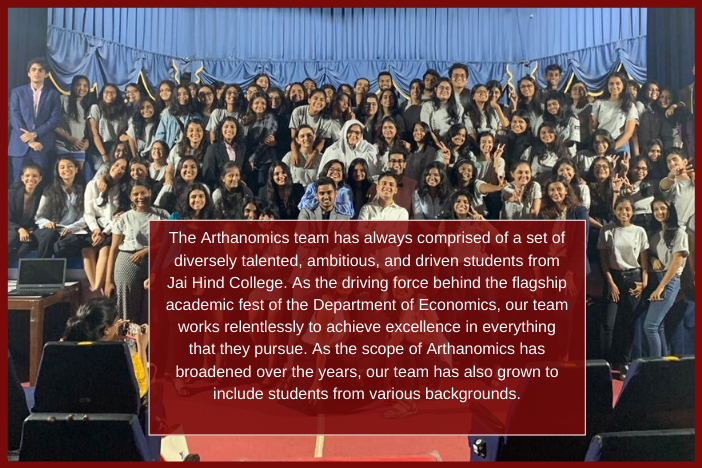 The Arthanomics team has always comprised of a set of
diversely talented, ambitious, and driven students from
Jai Hind College. As the driving force behind the flagship
academic fest of the Department of Economics, our team
works relentlessly to achieve excellence in everything
that they pursue. As the scope of Arthanomics has
broadened over the years, our team has also grown to
include students from various backgrounds.